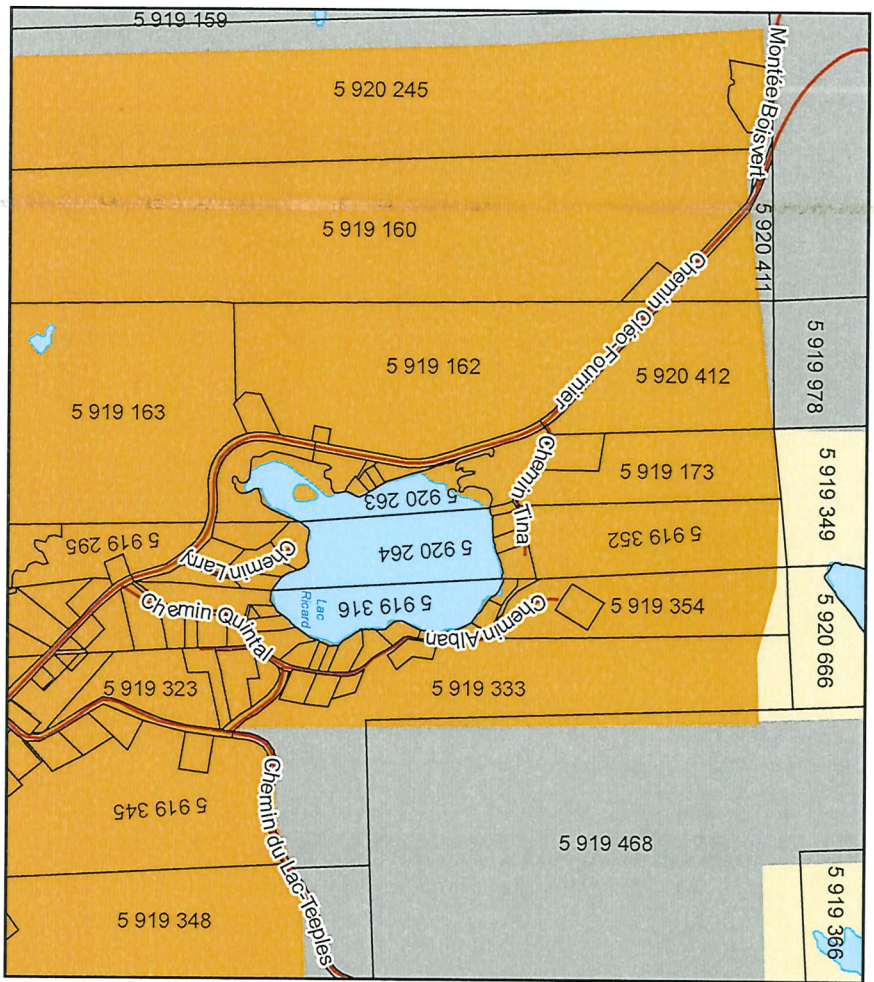 5 919 159
5 920 245
Montée Boisvert
5 919 160
5 920 411
Chemin Cléo-Fournier
5 919 162
5 920 412
5 919 978
5 919 163
5 919 173
5 919 349
Chemin Tina
5 920 263
5 919 295
5 920 264
5 919 352
Chemin Larry
5 919 316
Lac
Ricard
5 919 354
5 920 666
Chemin Quintal
Chemin Alban
5 919 323
5 919 333
5 919 345
Chemin du Lac-Teeples
5 919 468
5 919 348
5 919 366